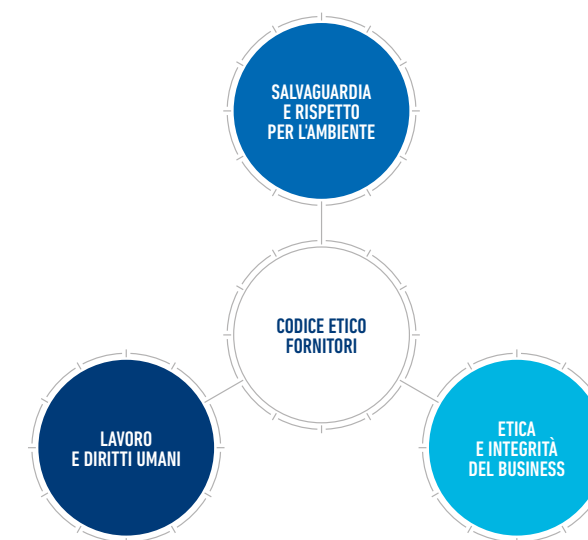 SALVAGUARDIA
E RISPETTO
PER L'AMBIENTE
CODICE ETICO
FORNITORI
LAVORO
E DIRITTI UMANI
ETICA
E INTEGRITÀ
DEL BUSINESS